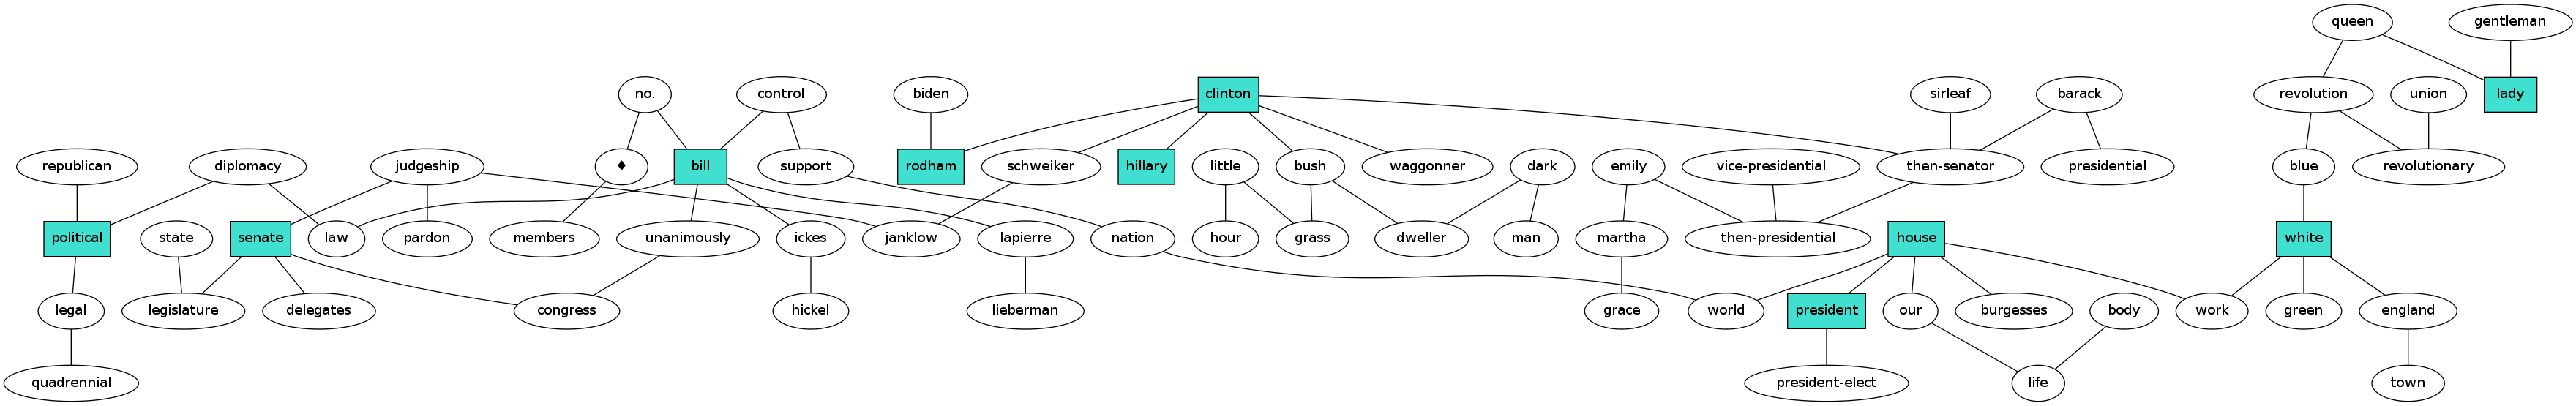 queen
gentleman
no.
control
biden
clinton
sirleaf
barack
revolution
union
lady
republican
diplomacy
judgeship
♦
bill
support
rodham
schweiker
hillary
little
bush
waggonner
dark
emily
vice-presidential
then-senator
presidential
blue
revolutionary
political
state
senate
law
pardon
members
unanimously
ickes
janklow
lapierre
nation
hour
grass
dweller
man
martha
then-presidential
house
white
legal
legislature
delegates
congress
hickel
lieberman
grace
world
president
our
burgesses
body
work
green
england
quadrennial
president-elect
life
town